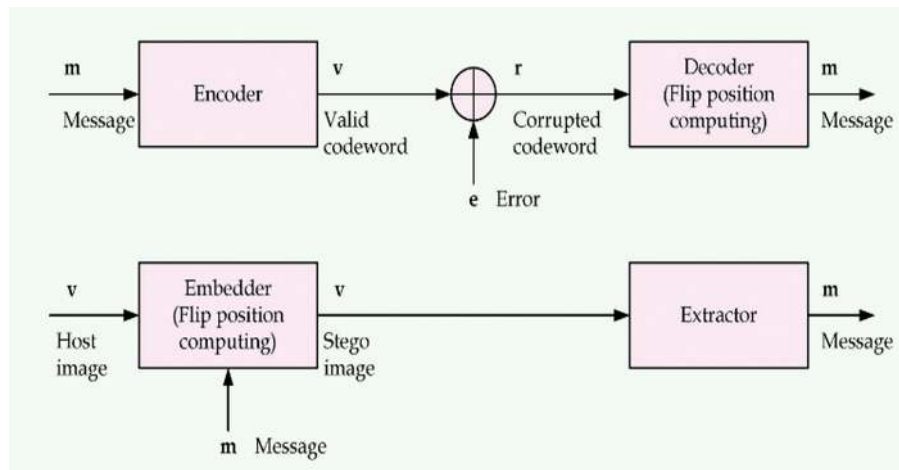 m
Message
Encoder
v
Valid
codeword
r
Corrupted
codeword
e Error
Decoder
(Flip position
computing)
m
Message
v
Host
image
Embedder
(Flip position
computing)
m Message
v
Stego
image
Extractor
m
Message